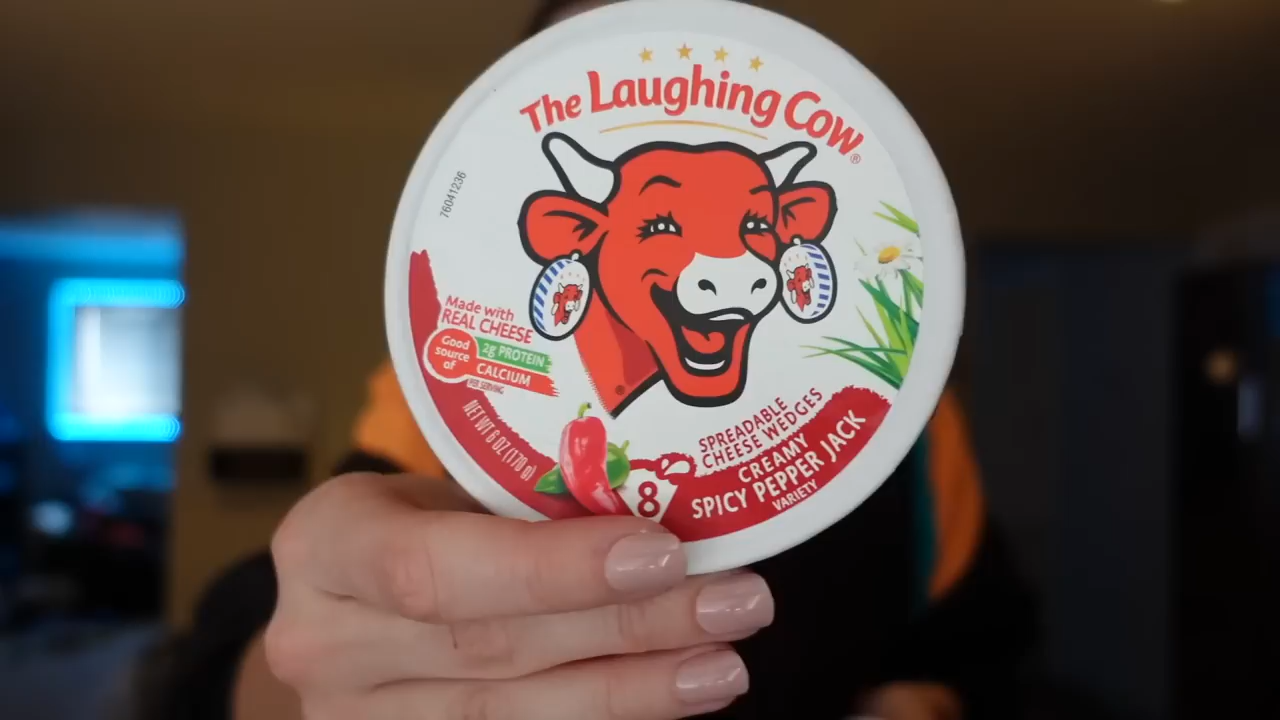 The Laughing Cow®
76041236
Made with
REAL CHEESE
Good
source
of
2g PROTEIN
CALCIUM
PER SERVING
NET WT 6 OZ (170 g)
8
SPREADABLE
CHEESE WEDGES
CREAMY
SPICY PEPPER JACK
VARIETY
®